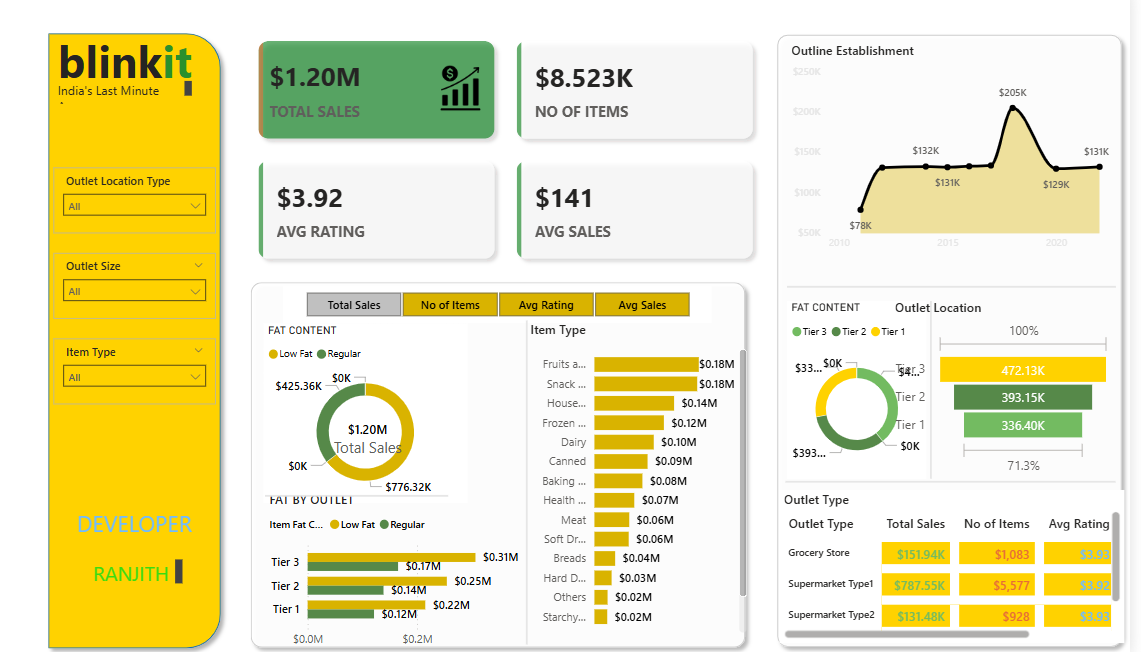 blinkit
India's Last Minute
Outlet Location Type
All
Outlet Size
All
Item Type
All
DEVELOPER
RANJITH
$1.20M
TOTAL SALES
$8.523K
NO OF ITEMS
$3.92
AVG RATING
$141
AVG SALES
Total Sales
No of Items
Avg Rating
Avg Sales
FAT CONTENT
Low Fat Regular
$0K
$425.36K
$1.20M
Total Sales
$0K
$776.32K
FAT BY OUTLET
Item Fat C... Low Fat Regular
Tier 3 $0.31M
$0.17M
Tier 2 $0.25M
$0.14M
Tier 1 $0.22M
$0.12M
$0.0M $0.2M
Item Type
Fruits a... $0.18M
Snack ... $0.18M
House... $0.14M
Frozen ... $0.12M
Dairy $0.10M
Canned $0.09M
Baking ... $0.08M
Health ... $0.07M
Meat $0.06M
Soft Dr... $0.06M
Breads $0.04M
Hard D... $0.03M
Others $0.02M
Starchy... $0.02M
Outline Establishment
$250K
$200K
$150K
$100K
$50K
$205K
$132K
$131K
$131K
$129K
$78K
2010 2015 2020
FAT CONTENT
Tier 3 Tier 2 Tier 1
$0K
$33...
$4...
$393...
$0K
Outlet Location
100%
Tier 3 472.13K
Tier 2 393.15K
Tier 1 336.40K
71.3%
Outlet Type
Outlet Type Total Sales No of Items Avg Rating
Grocery Store $151.94K $1,083 $3.93
Supermarket Type1 $787.55K $5,577 $3.92
Supermarket Type2 $131.48K $928 $3.93